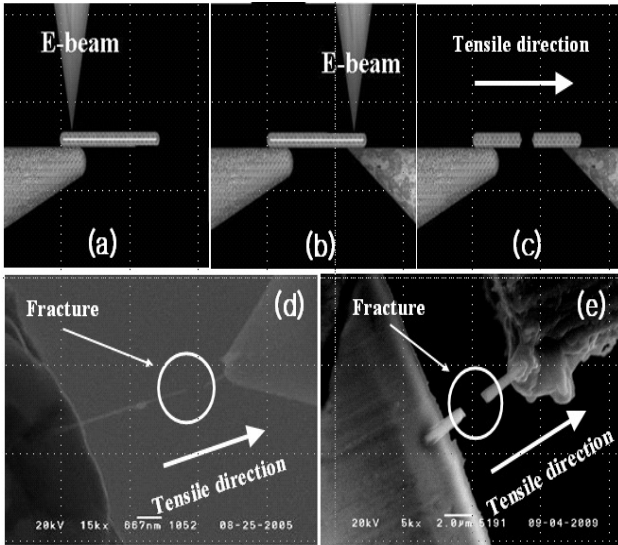 E-beam
(a)
E-beam
(b)
Tensile direction
(c)
Fracture
(d)
Tensile direction
20kV 15kx 667nm 1052 08-25-2005
Fracture
(e)
Tensile direction
20kV 5kx 2.0µm 5191 09-04-2009